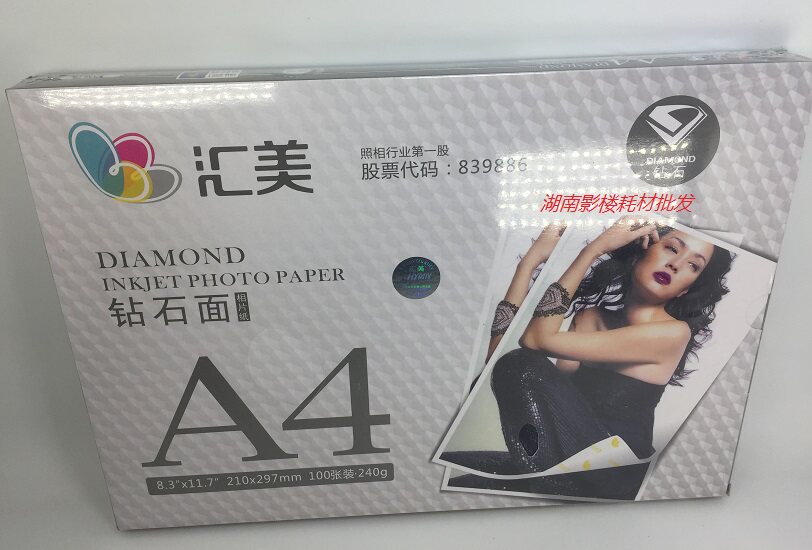 A4
汇美
照相行业第一股
股票代码：839886
DIAMOND
钻石
湖南影楼耗材批发
DIAMOND
INKJET PHOTO PAPER
钻石面
相片纸
A4
8.3"x11.7" 210x297mm 100张装·240g